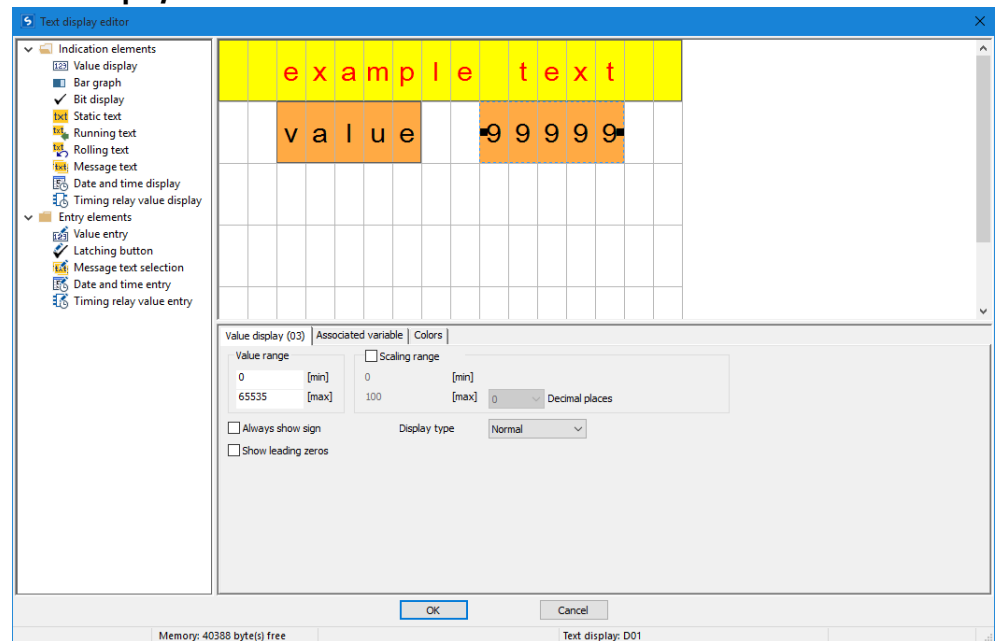 Text display editor
Indication elements
Value display
Bar graph
Bit display
Static text
Running text
Rolling text
Message text
Date and time display
Timing relay value display
Entry elements
Value entry
Latching button
Message text selection
Date and time entry
Timing relay value entry
example text
value 99999
Value display (03) Associated variable Colors
Value range Scaling range
0 [min] 0 [min]
65535 [max] 100 [max] 0 Decimal places
Always show sign Display type Normal
Show leading zeros
OK Cancel
Memory: 40388 byte(s) free Text display: D01